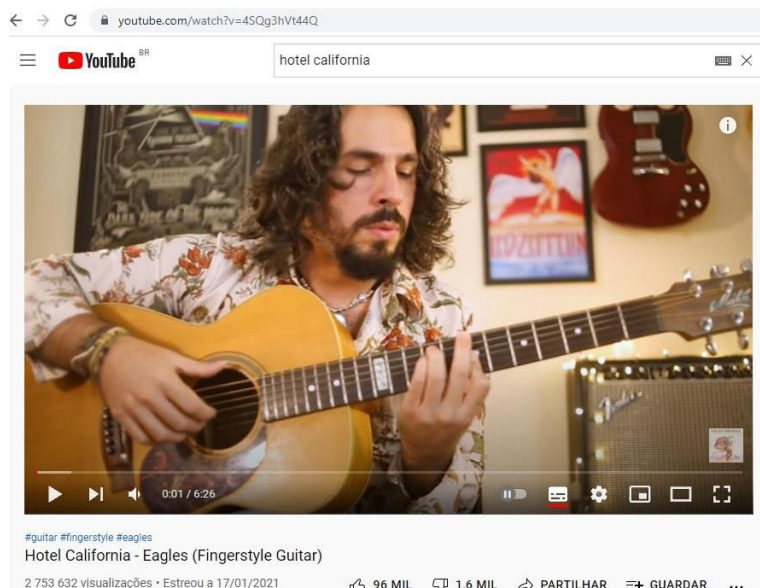 youtube.com/watch?v=4SQg3hVt44Q
YouTube BR
hotel california
DARK SIDE OF THE
LED ZEPPELIN
Fender
0:01 / 6:26
#guitar #fingerstyle #eagles
Hotel California - Eagles (Fingerstyle Guitar)
2 753 632 visualizações • Estreou a 17/01/2021
96 MIL
1,6 MIL
PARTILHAR
GUARDAR